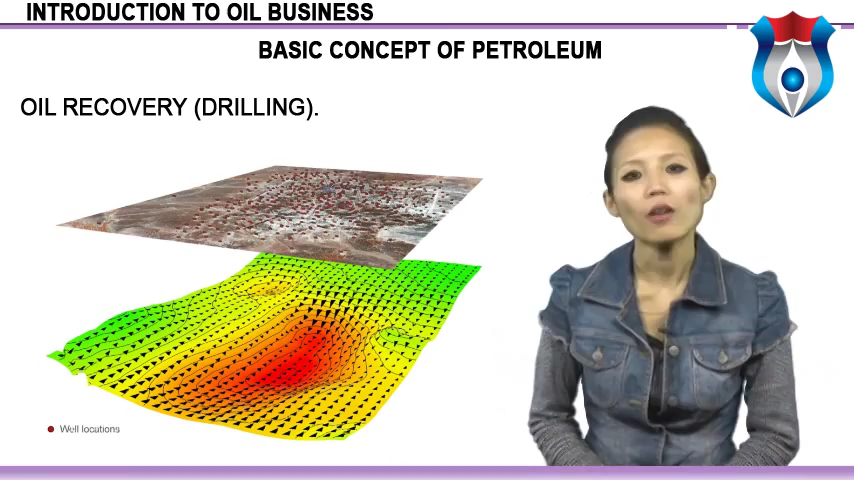 INTRODUCTION TO OIL BUSINESS
BASIC CONCEPT OF PETROLEUM
OIL RECOVERY (DRILLING).
Well locations